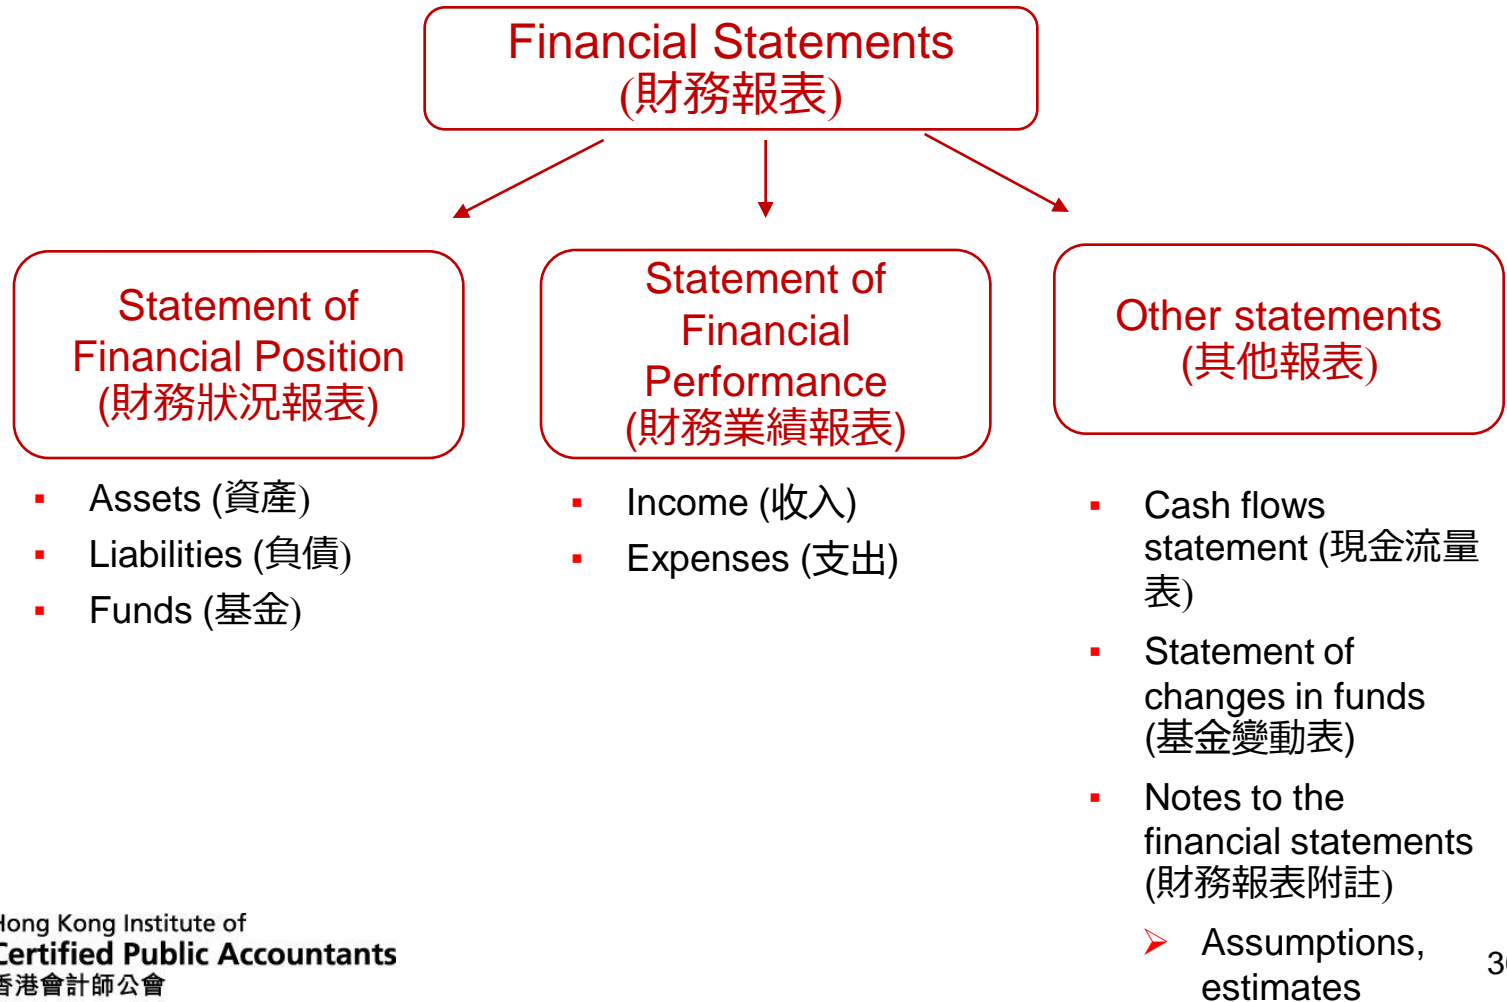 Financial Statements
(財務報表)
Statement of
Financial Position
(財務狀況報表)
▪ Assets (資產)
▪ Liabilities (負債)
▪ Funds (基金)
Statement of
Financial
Performance
(財務業績報表)
▪ Income (收入)
▪ Expenses (支出)
Other statements
(其他報表)
▪ Cash flows
statement (現金流量
表)
▪ Statement of
changes in funds
(基金變動表)
▪ Notes to the
financial statements
(財務報表附註)
➢ Assumptions,
estimates
Hong Kong Institute of
Certified Public Accountants
香港會計師公會